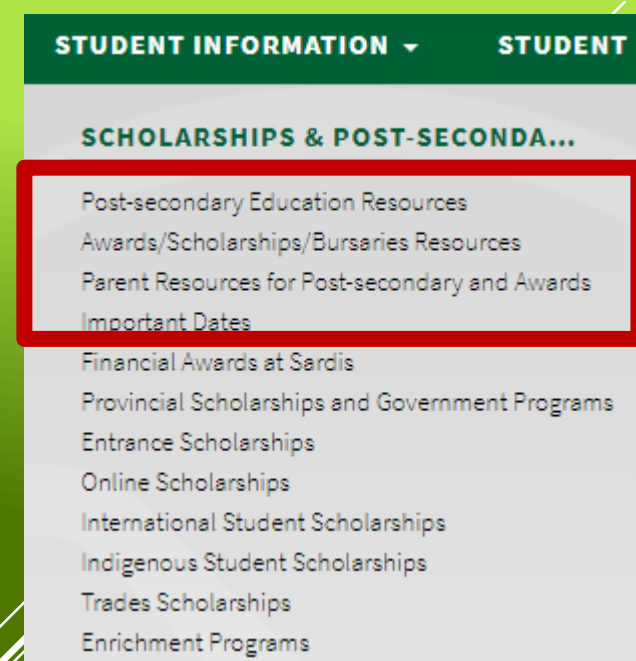 STUDENT INFORMATION STUDENT
SCHOLARSHIPS & POST-SECONDA...
Post-secondary Education Resources
Awards/Scholarships/Bursaries Resources
Parent Resources for Post-secondary and Awards
Important Dates
Financial Awards at Sardis
Provincial Scholarships and Government Programs
Entrance Scholarships
Online Scholarships
International Student Scholarships
Indigenous Student Scholarships
Trades Scholarships
Enrichment Programs